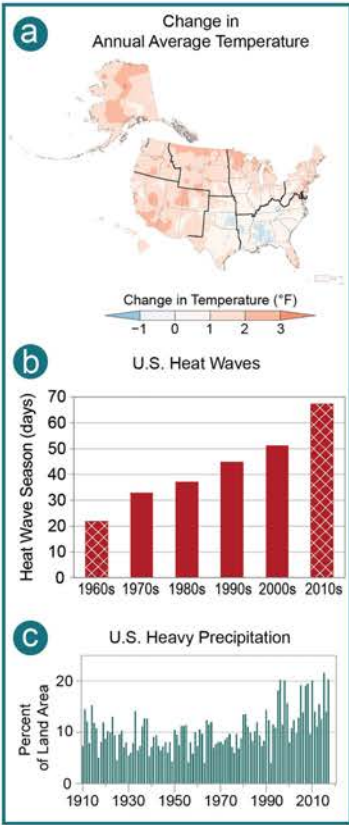 a
Change in
Annual Average Temperature
Change in Temperature (°F)
−1 0 1 2 3
b
U.S. Heat Waves
Heat Wave Season (days)
70
60
50
40
30
20
10
0
1960s 1970s 1980s 1990s 2000s 2010s
c
U.S. Heavy Precipitation
Percent
of Land Area
20
10
0
1910 1930 1950 1970 1990 2010